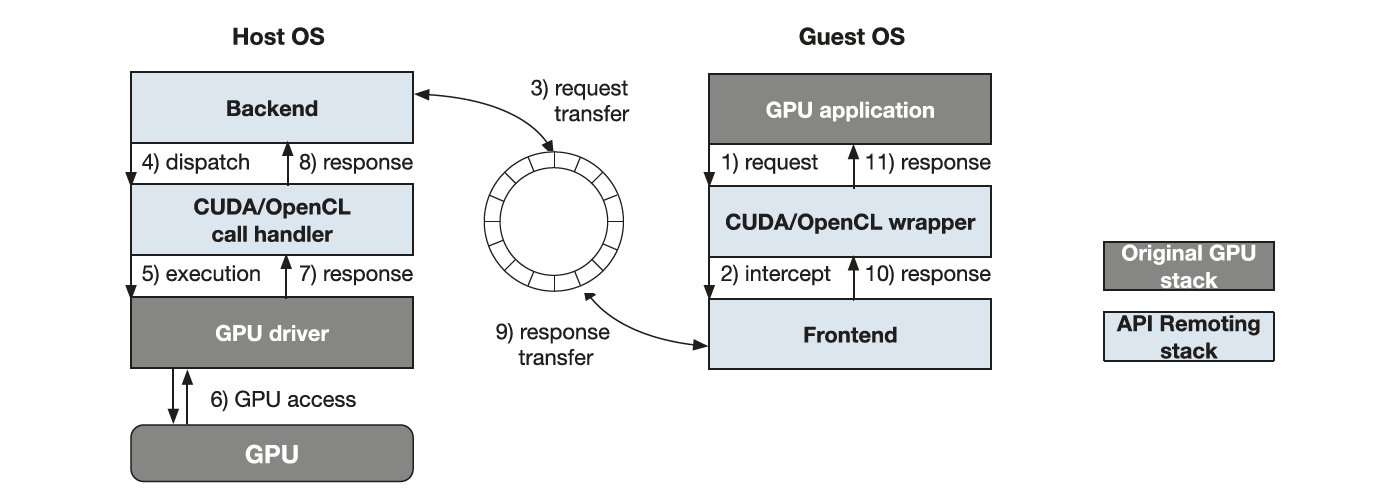 Host OS
Guest OS
Backend
3) request
transfer
GPU application
4) dispatch
8) response
1) request
11) response
CUDA/OpenCL
call handler
CUDA/OpenCL wrapper
5) execution
7) response
2) intercept
10) response
Original GPU
stack
GPU driver
9) response
transfer
Frontend
API Remoting
stack
6) GPU access
GPU